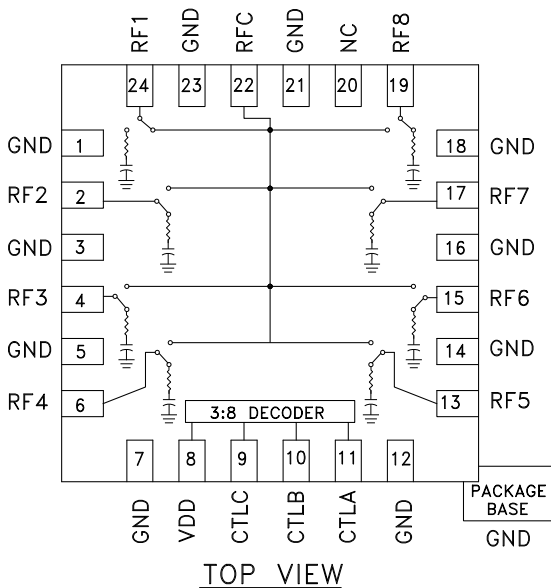 RF1 GND RFC GND NC RF8
24 23 22 21 20 19
GND 1 18 GND
RF2 2 17 RF7
GND 3 16 GND
RF3 4 15 RF6
GND 5 14 GND
RF4 6 13 RF5
3:8 DECODER
7 8 9 10 11 12
GND VDD CTLC CTLB CTLA GND
PACKAGE
BASE
GND
TOP VIEW